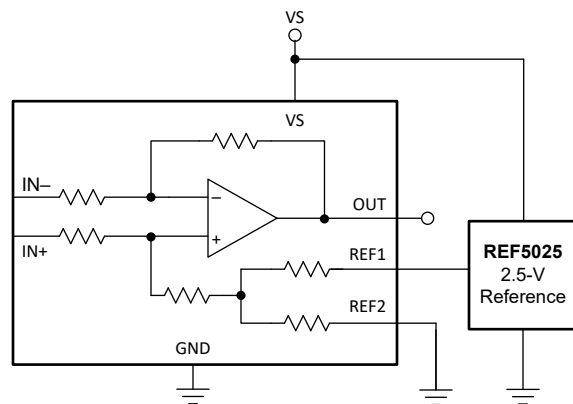 VS
VS
IN–
–
OUT
IN+
+
REF1
REF2
GND
REF5025
2.5-V
Reference